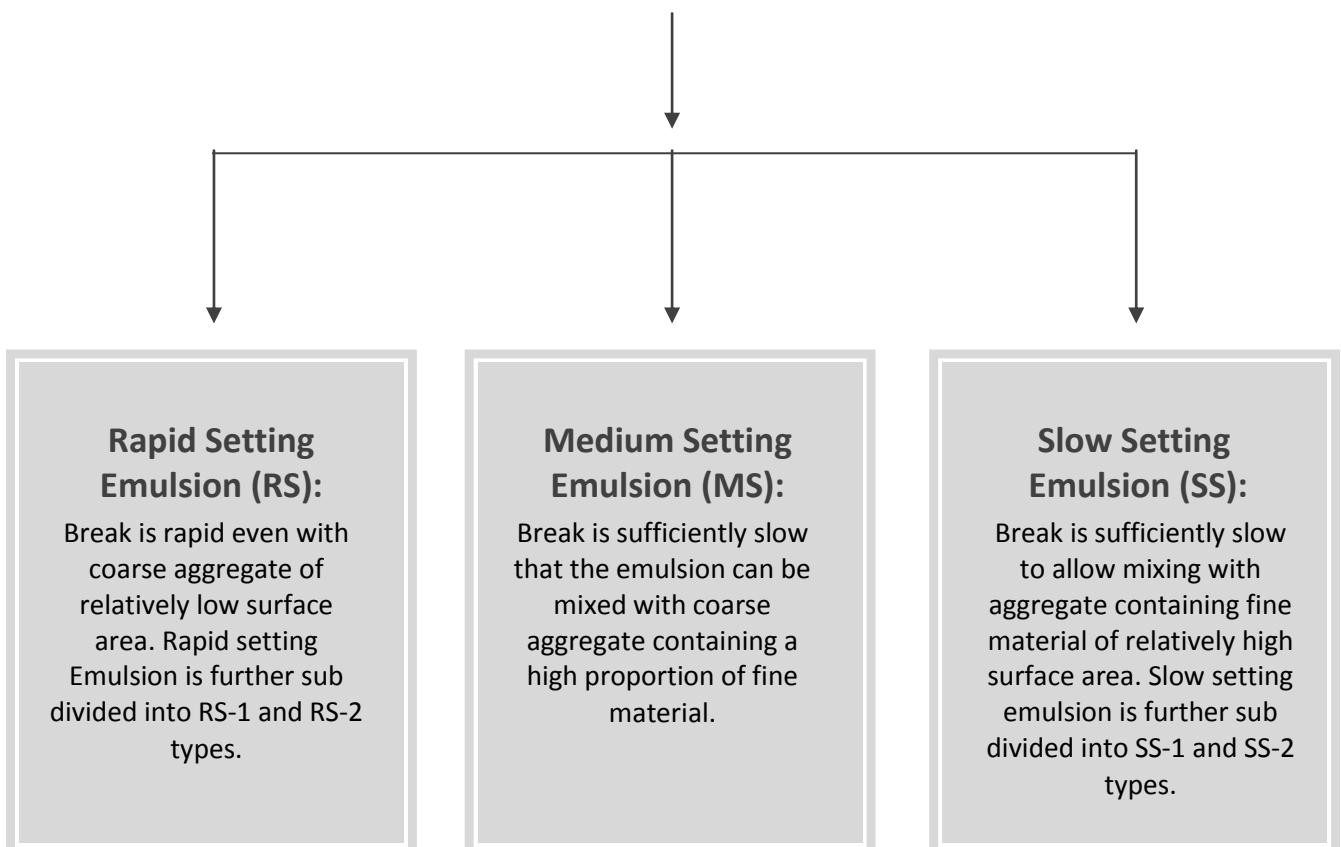 Rapid Setting
Emulsion (RS):
Break is rapid even with
coarse aggregate of
relatively low surface
area. Rapid setting
Emulsion is further sub
divided into RS-1 and RS-2
types.
Medium Setting
Emulsion (MS):
Break is sufficiently slow
that the emulsion can be
mixed with coarse
aggregate containing a
high proportion of fine
material.
Slow Setting
Emulsion (SS):
Break is sufficiently slow
to allow mixing with
aggregate containing fine
material of relatively high
surface area. Slow setting
emulsion is further sub
divided into SS-1 and SS-2
types.